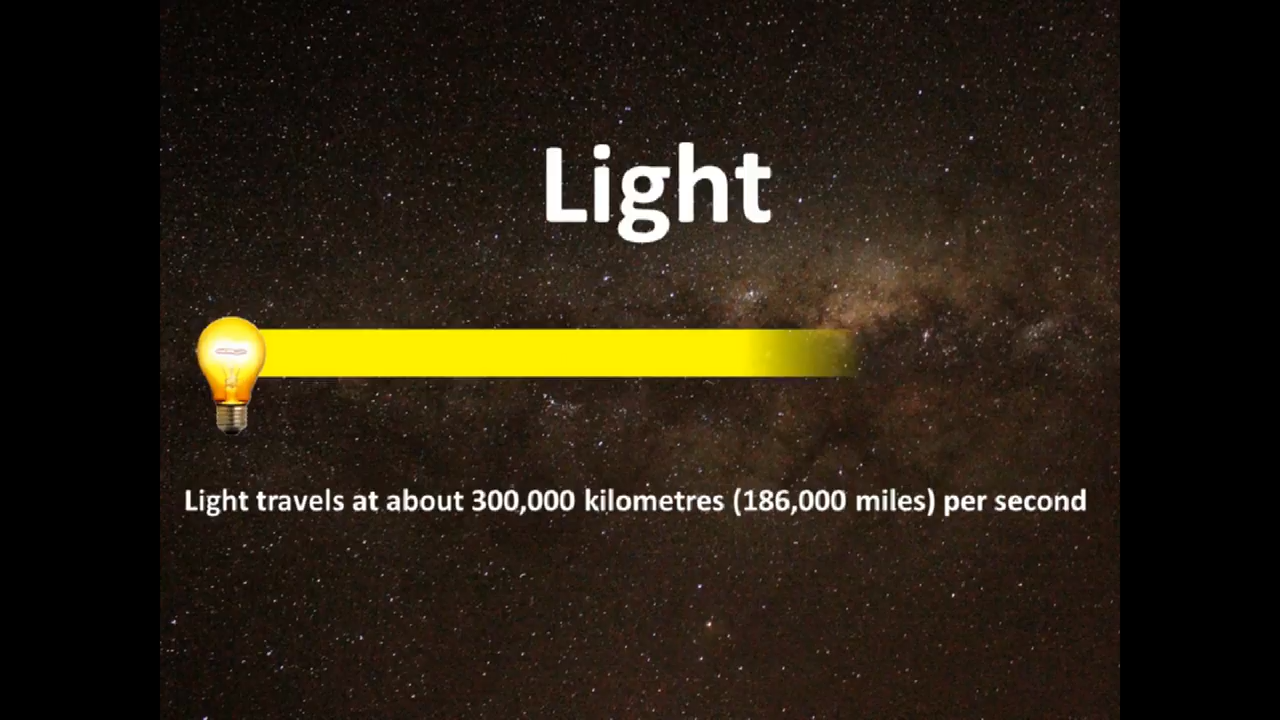 Light
Light travels at about 300,000 kilometres (186,000 miles) per second